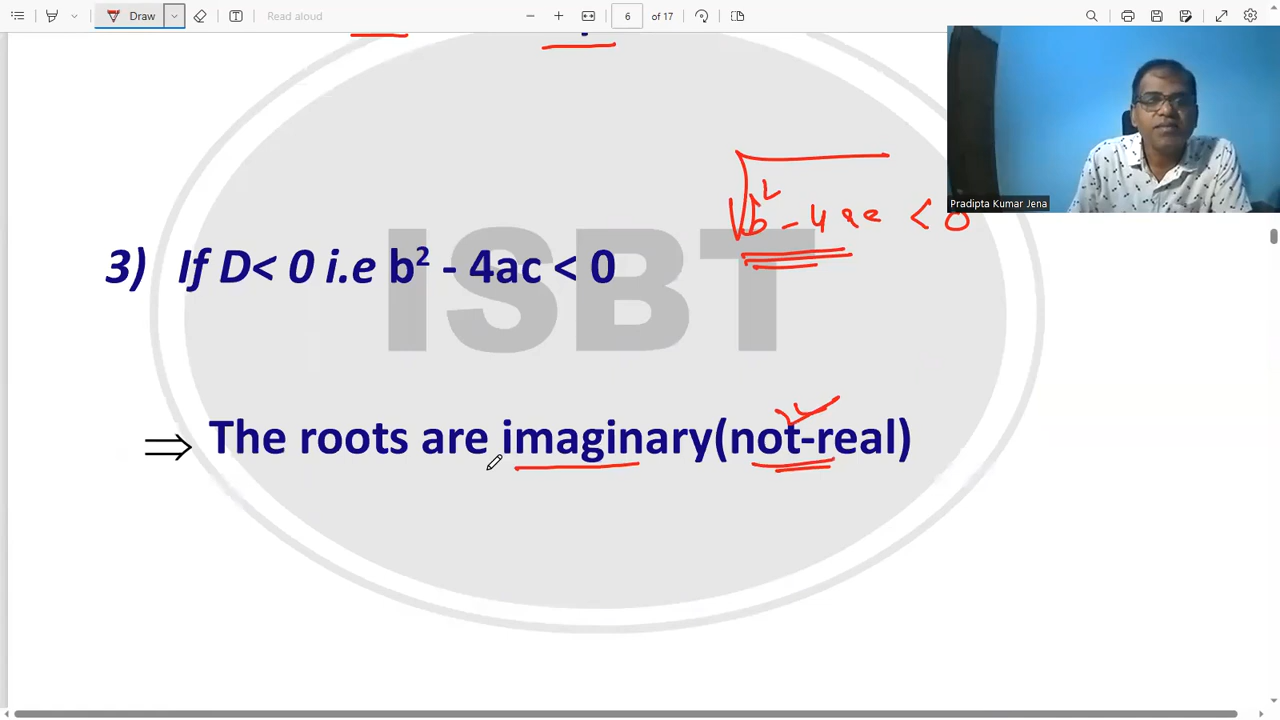 Draw
Read aloud
6 of 17
b² - 4ac < 0
Pradipta Kumar Jena
3) If D< 0 i.e b² - 4ac < 0
ISBT
⇒ The roots are imaginary(not-real)